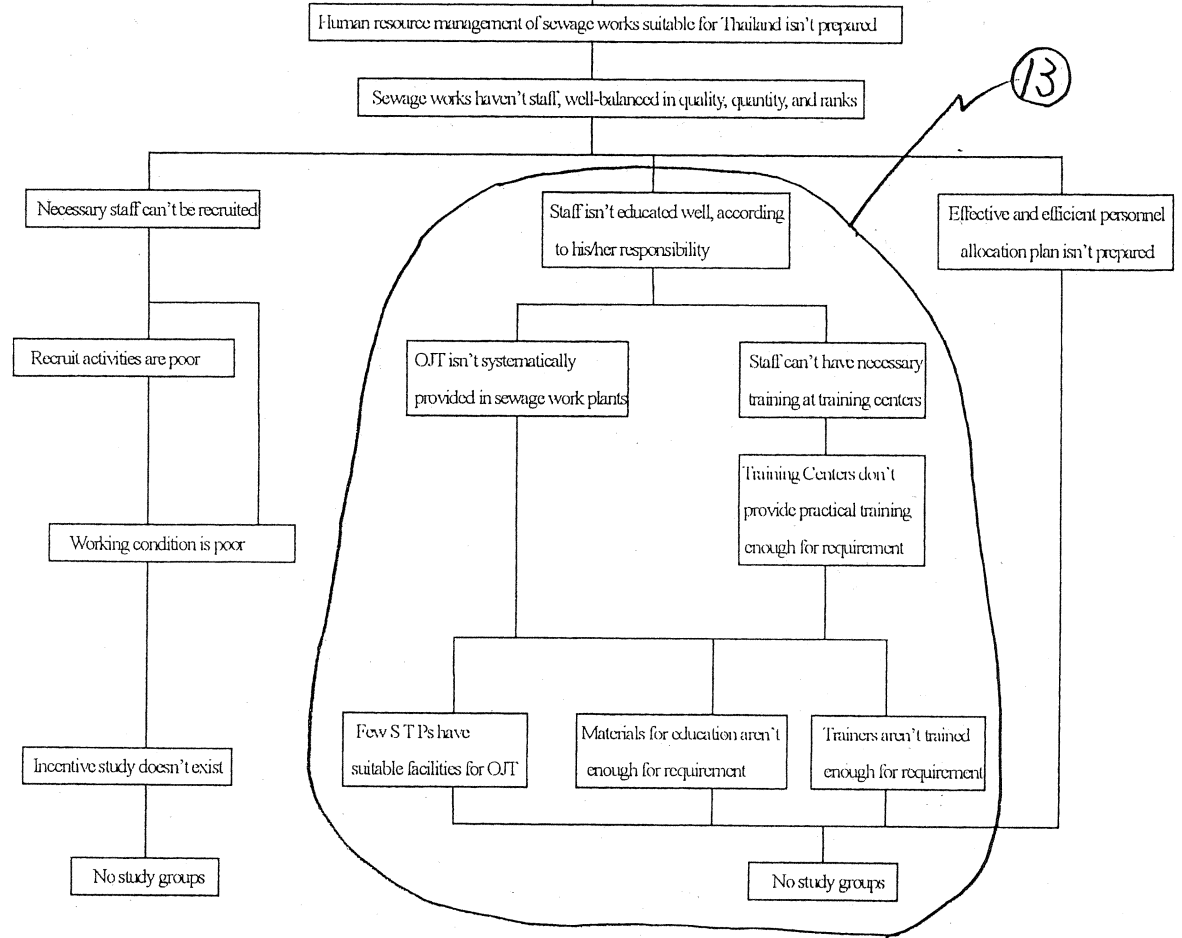 Human resource management of sewage works suitable for Thailand isn't prepared
13
Sewage works haven't staff, well-balanced in quality, quantity, and ranks
Necessary staff can't be recruited
Staff isn't educated well, according
to his/her responsibility
Effective and efficient personnel
allocation plan isn't prepared
Recruit activities are poor
OJT isn't systematically
provided in sewage work plants
Staff can't have necessary
training at training centers
Training Centers don't
provide practical training
enough for requirement
Working condition is poor
Few S T Ps have
suitable facilities for OJT
Materials for education aren't
enough for requirement
Trainers aren't trained
enough for requirement
Incentive study doesn't exist
No study groups
No study groups